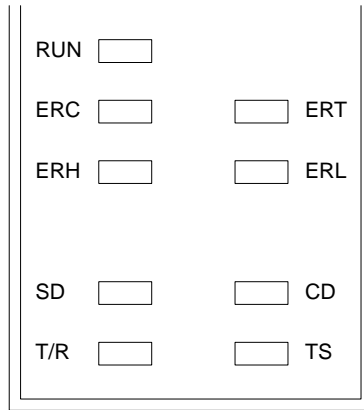 RUN
ERC ERT
ERH ERL
SD CD
T/R TS